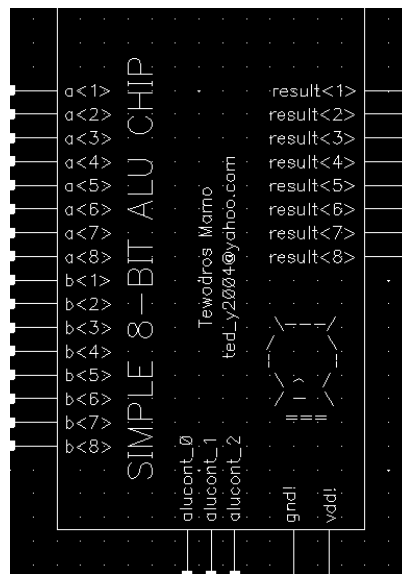 a<1>
a<2>
a<3>
a<4>
a<5>
a<6>
a<7>
a<8>
b<1>
b<2>
b<3>
b<4>
b<5>
b<6>
b<7>
b<8>
SIMPLE 8-BIT ALU CHIP
Tewodros Mamo
ted_y2004@yahoo.com
result<1>
result<2>
result<3>
result<4>
result<5>
result<6>
result<7>
result<8>
alucont_0
alucont_1
alucont_2
gnd!
vdd!